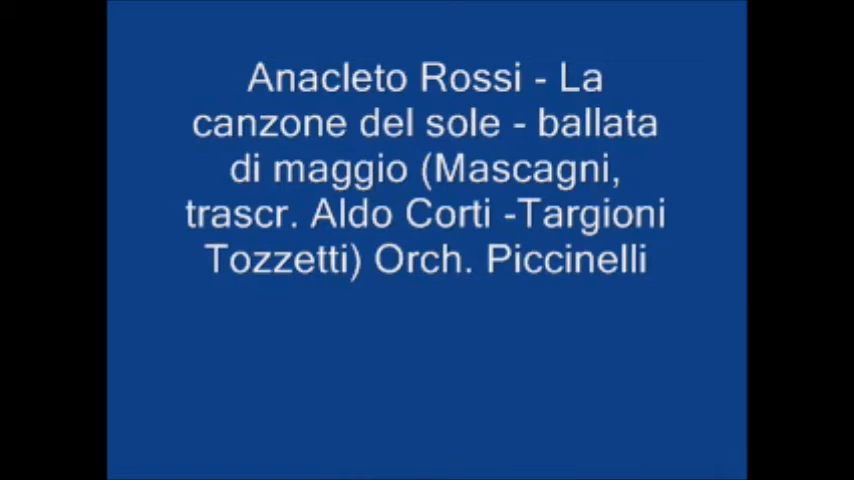 Anacleto Rossi - La
canzone del sole - ballata
di maggio (Mascagni,
trascr. Aldo Corti -Targioni
Tozzetti) Orch. Piccinelli